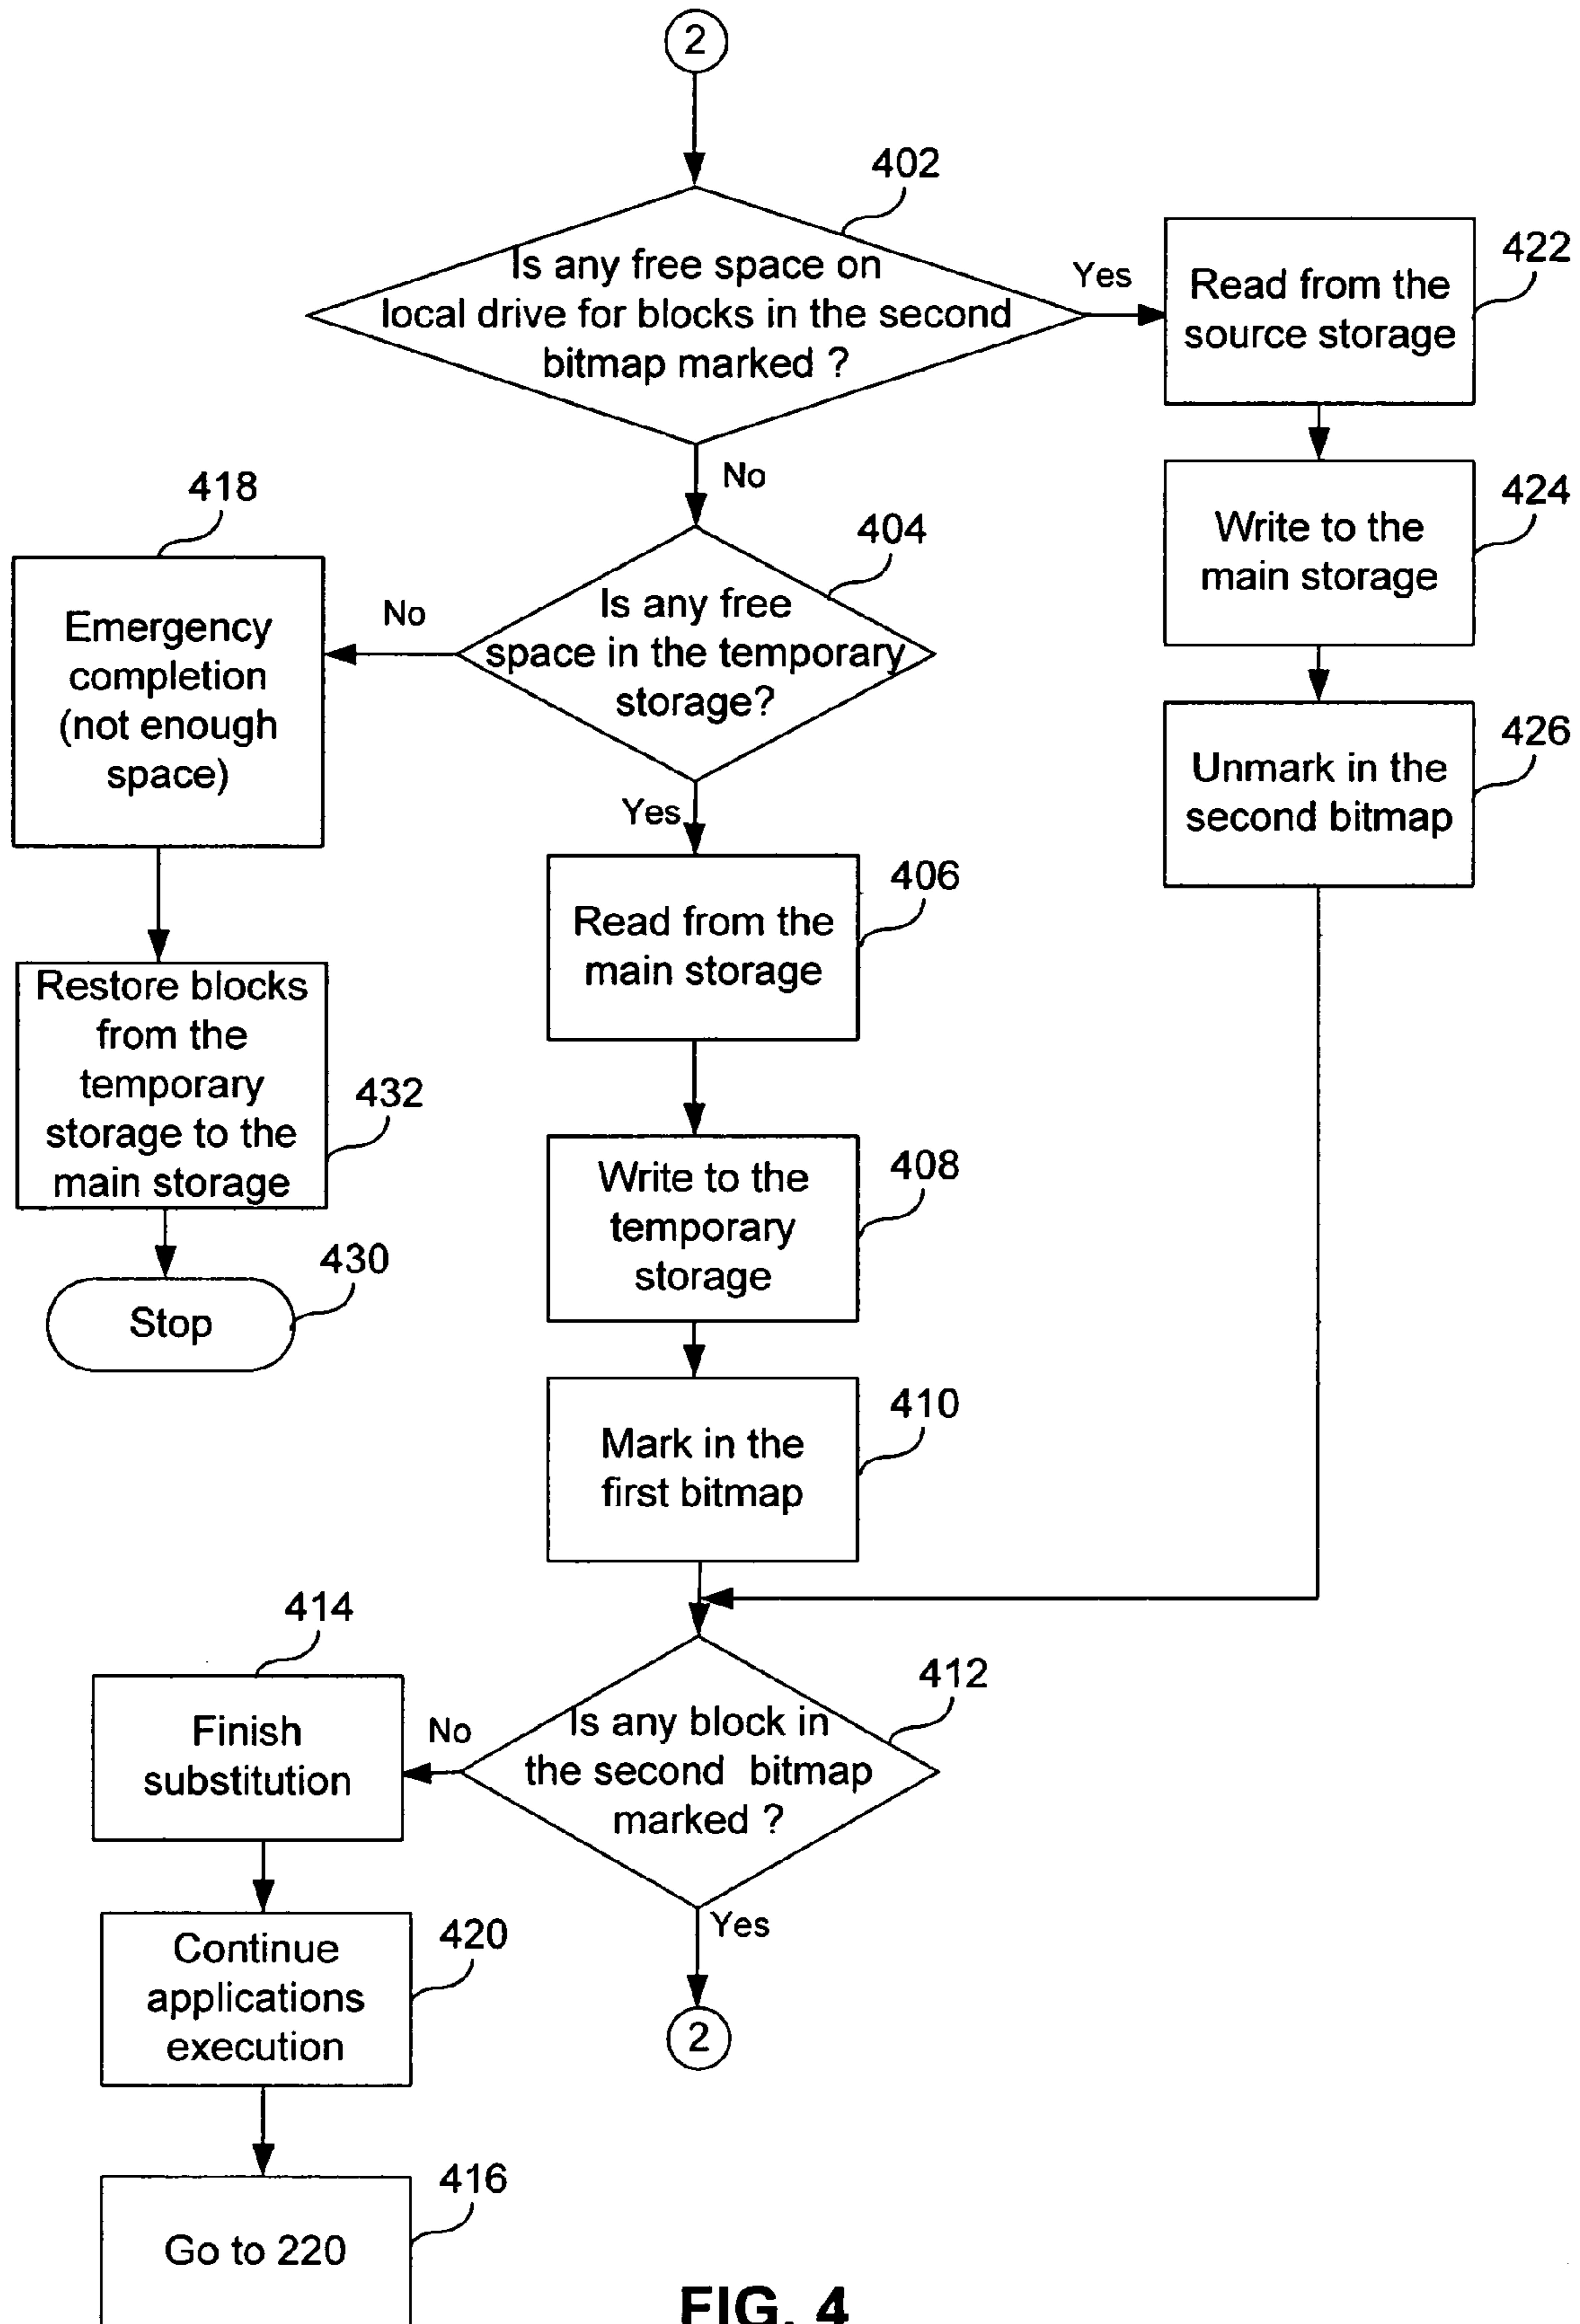 2
402
Is any free space on
local drive for blocks in the second
bitmap marked ?
Yes
Read from the
source storage
422
No
Write to the
main storage
424
418
404
Emergency
completion
(not enough
space)
No
Is any free
space in the temporary
storage?
Unmark in the
second bitmap
426
Yes
Read from the
main storage
406
Restore blocks
from the
temporary
storage to the
main storage
432
Write to the
temporary
storage
408
430
Stop
Mark in the
first bitmap
410
414
Finish
substitution
No
Is any block in
the second bitmap
marked ?
412
Yes
Continue
applications
execution
420
2
Go to 220
416
FIG. 4